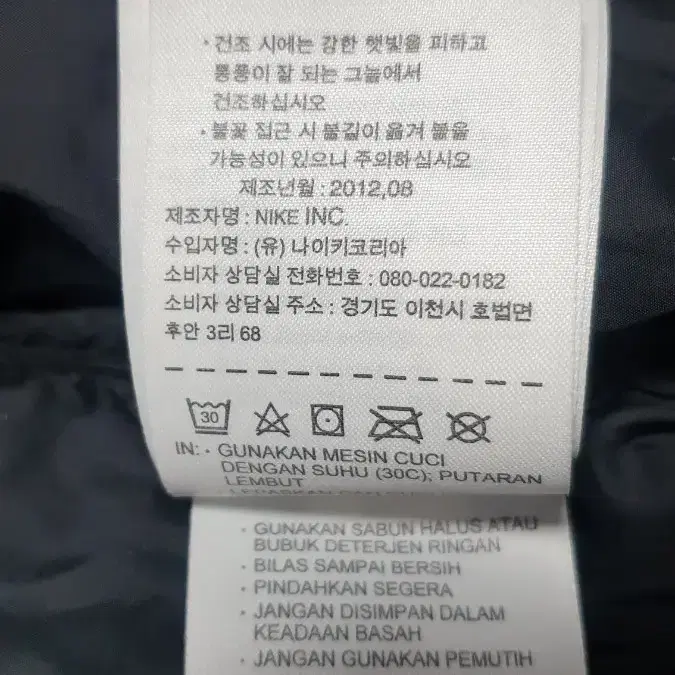 · 건조 시에는 강한 햇빛을 피하고
통풍이 잘 되는 그늘에서
건조하십시오
· 불꽃 접근 시 불길이 옮겨 붙을
가능성이 있으니 주의하십시오
제조년월 : 2012,08
제조자명 : NIKE INC.
수입자명 : (유) 나이키코리아
소비자 상담실 전화번호 : 080-022-0182
소비자 상담실 주소 : 경기도 이천시 호법면
후안 3리 68
30
IN: · GUNAKAN MESIN CUCI
DENGAN SUHU (30C); PUTARAN
LEMBUT
· GUNAKAN SABUN HALUS ATAU
BUBUK DETERJEN RINGAN
· BILAS SAMPAI BERSIH
· PINDAHKAN SEGERA
· JANGAN DISIMPAN DALAM
KEADAAN BASAH
· JANGAN GUNAKAN PEMUTIH